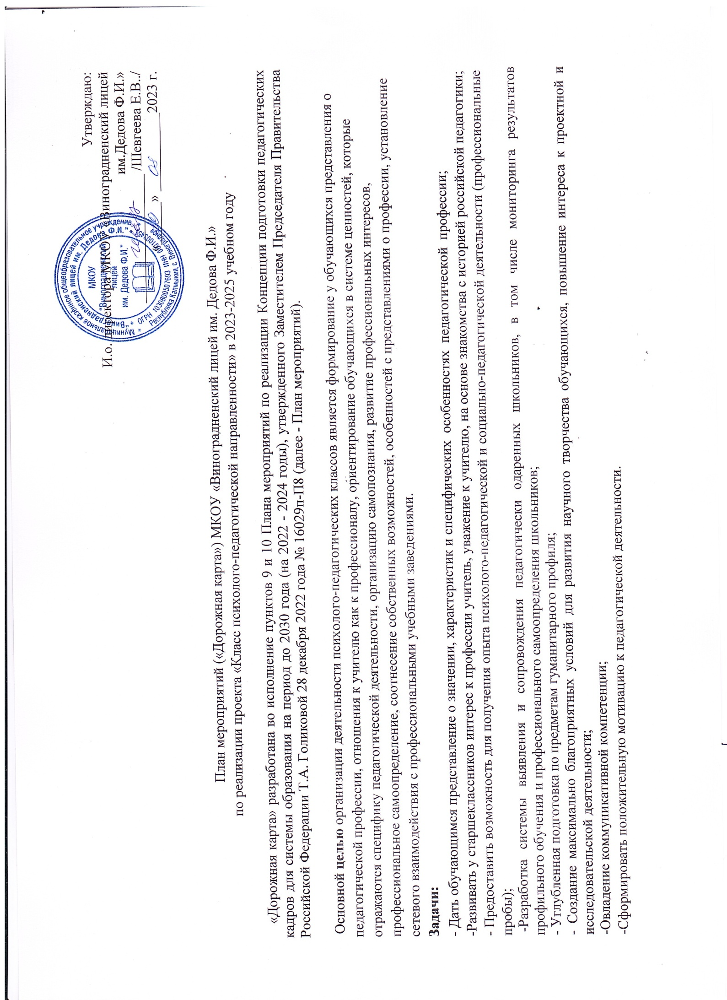 Утверждаю:
И.о. директора МКОУ «Виноградненский лицей
им.Дедова Ф.И.»
/Шевгеева Е.В../
» 08 2023 г.
Муниципальное казённое общеобразовательное учреждение
"Виноградненский лицей им. Дедова Ф.И."
* ОГРН 1030800507693 ИНН
Республика Калмыкия, с Виноградное
МКОУ
"Виноградненский
лицей
им. Дедова Ф.И."
План мероприятий («Дорожная карта») МКОУ «Виноградненский лицей им. Дедова Ф.И.»
по реализации проекта «Класс психолого-педагогической направленности» в 2023-2025 учебном году
«Дорожная карта» разработана во исполнение пунктов 9 и 10 Плана мероприятий по реализации Концепции подготовки педагогических
кадров для системы образования на период до 2030 года (на 2022 - 2024 годы), утвержденного Заместителем Председателя Правительства
Российской Федерации Т.А. Голиковой 28 декабря 2022 года № 16029п-П8 (далее - План мероприятий).
Основной целью организации деятельности психолого-педагогических классов является формирование у обучающихся представления о
педагогической профессии, отношения к учителю как к профессионалу, ориентирование обучающихся в системе ценностей, которые
отражаются специфику педагогической деятельности, организацию самопознания, развитие профессиональных интересов,
профессиональное самоопределение, соотнесение собственных возможностей, особенностей с представлениями о профессии, установление
сетевого взаимодействия с профессиональными учебными заведениями.
Задачи:
- Дать обучающимся представление о значении, характеристик и специфических особенностях педагогической профессии;
-Развивать у старшеклассников интерес к профессии учитель, уважение к учителю, на основе знакомства с историей российской педагогики;
- Предоставить возможность для получения опыта психолого-педагогической и социально-педагогической деятельности (профессиональные
пробы);
-Разработка системы выявления и сопровождения педагогически одаренных школьников, в том числе мониторинга результатов
профильного обучения и профессионального самоопределения школьников;
- Углубленная подготовка по предметам гуманитарного профиля;
- Создание максимально благоприятных условий для развития научного творчества обучающихся, повышение интереса к проектной и
исследовательской деятельности;
-Овладение коммуникативной компетенции;
-Сформировать положительную мотивацию к педагогической деятельности.